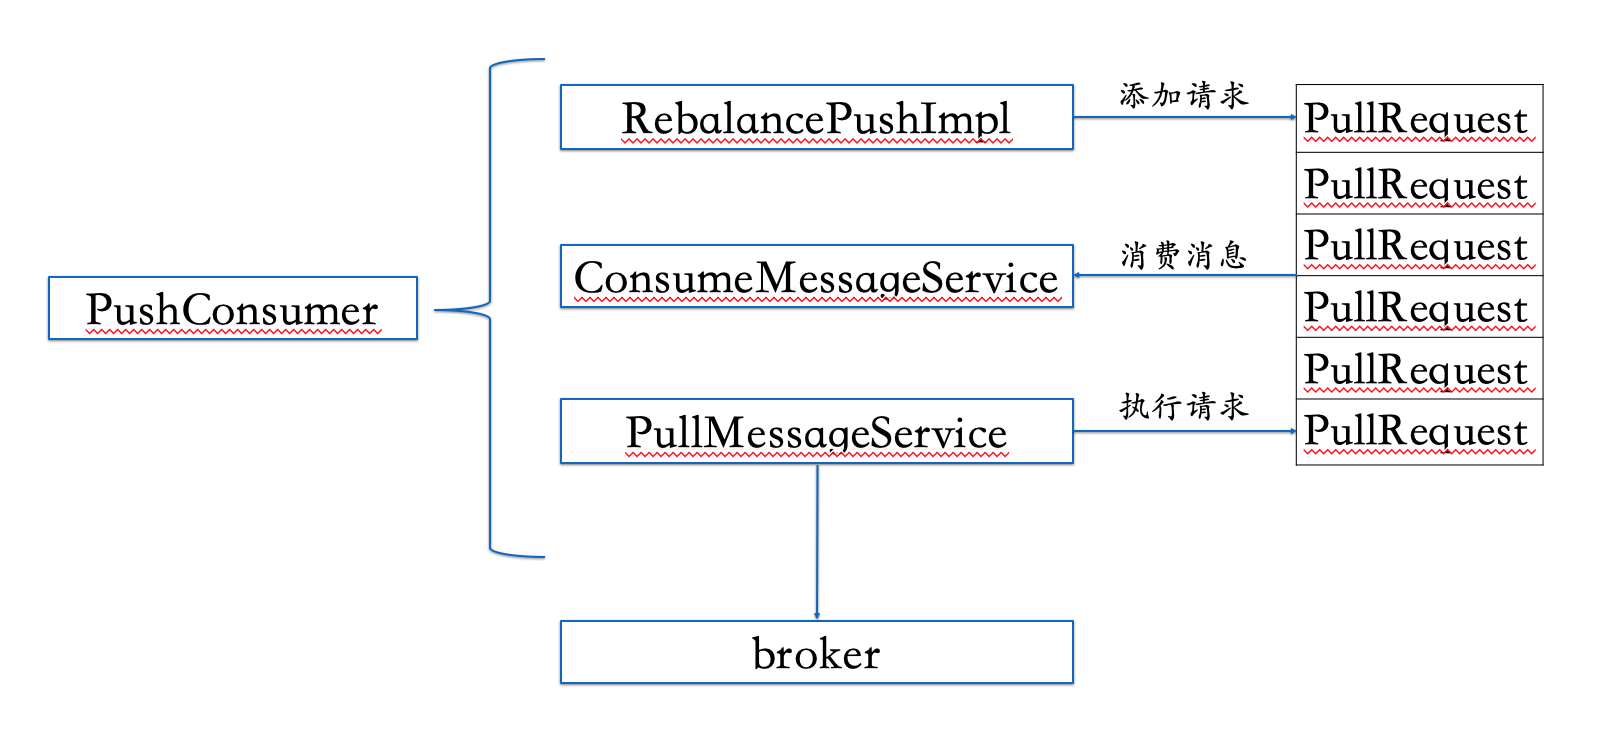 PushConsumer
RebalancePushImpl
添加请求
PullRequest
PullRequest
PullRequest
ConsumeMessageService
消费消息
PullRequest
PullRequest
PullMessageService
执行请求
PullRequest
broker